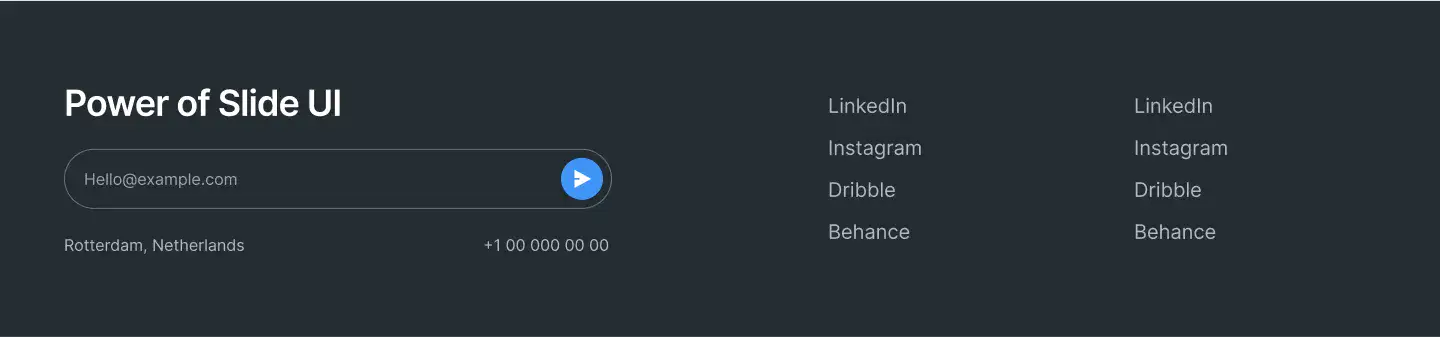 Power of Slide UI
Hello@example.com
Rotterdam, Netherlands
+1 00 000 00 00
LinkedIn
Instagram
Dribble
Behance
LinkedIn
Instagram
Dribble
Behance